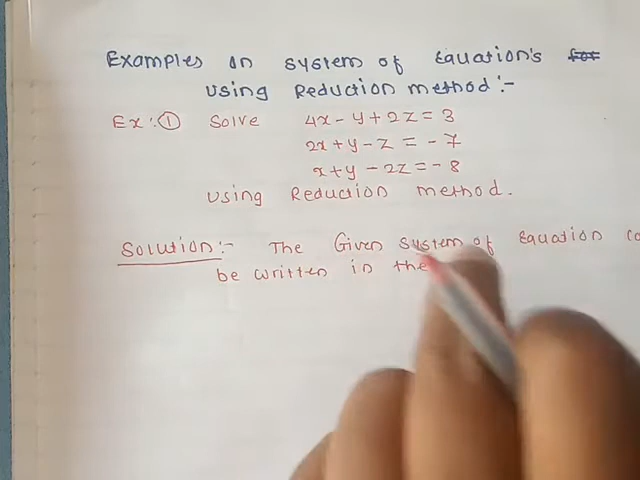 Examples on system of Equation's
using Reduction method:-
Ex:① Solve 4x - y + 2z = 3
2x + y - z = - 7
x + y - 2z = - 8
using Reduction method.
Solution:- The Given system of Equation
be written in the